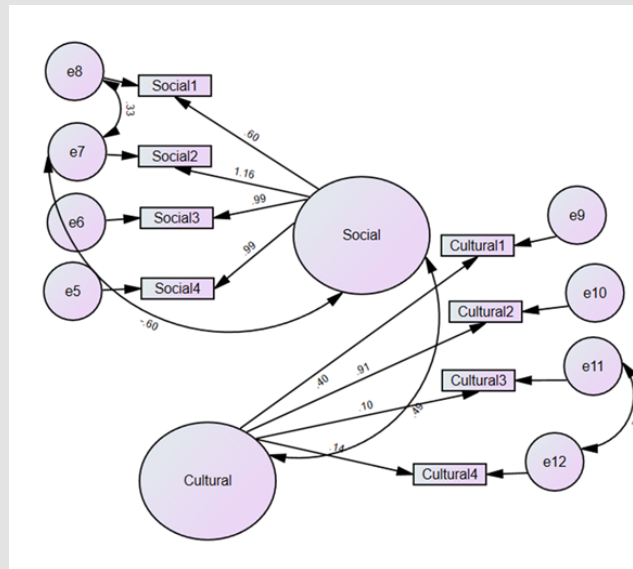 e8
Social1
.33
e7
Social2
.60
1.16
e6
Social3
.99
Social
e5
Social4
.99
-.60
Cultural1
e9
Cultural2
e10
Cultural3
e11
.40
.91
.10
.49
.14
Cultural4
e12
Cultural